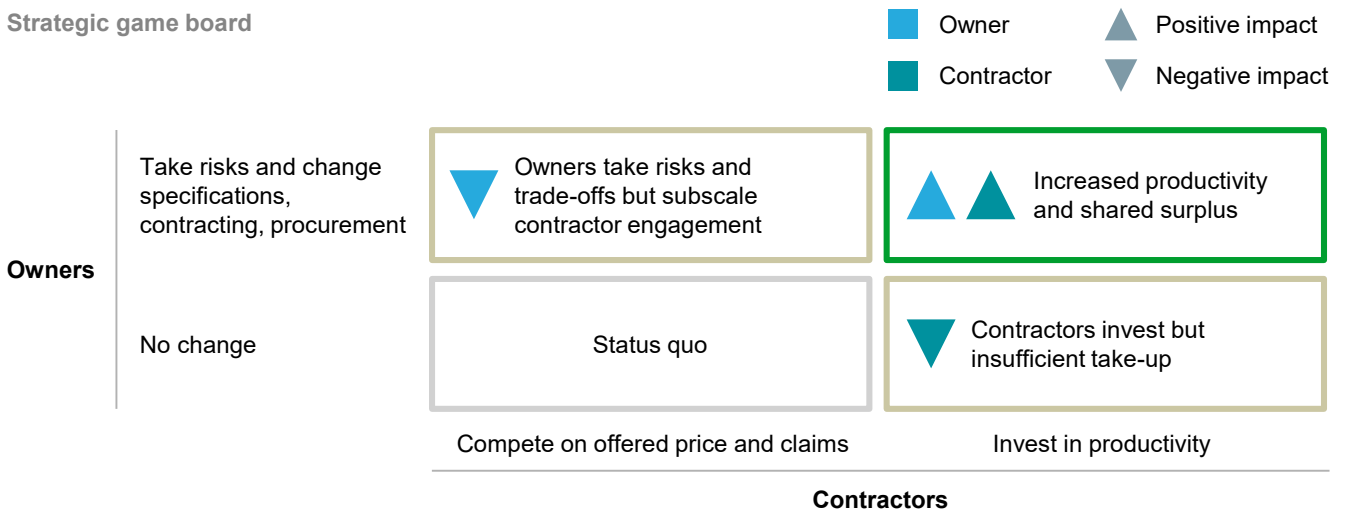 Strategic game board
Owner
Positive impact
Contractor
Negative impact
Owners
Take risks and change
specifications,
contracting, procurement
Owners take risks and
trade-offs but subscale
contractor engagement
Increased productivity
and shared surplus
No change
Status quo
Contractors invest but
insufficient take-up
Compete on offered price and claims
Invest in productivity
Contractors